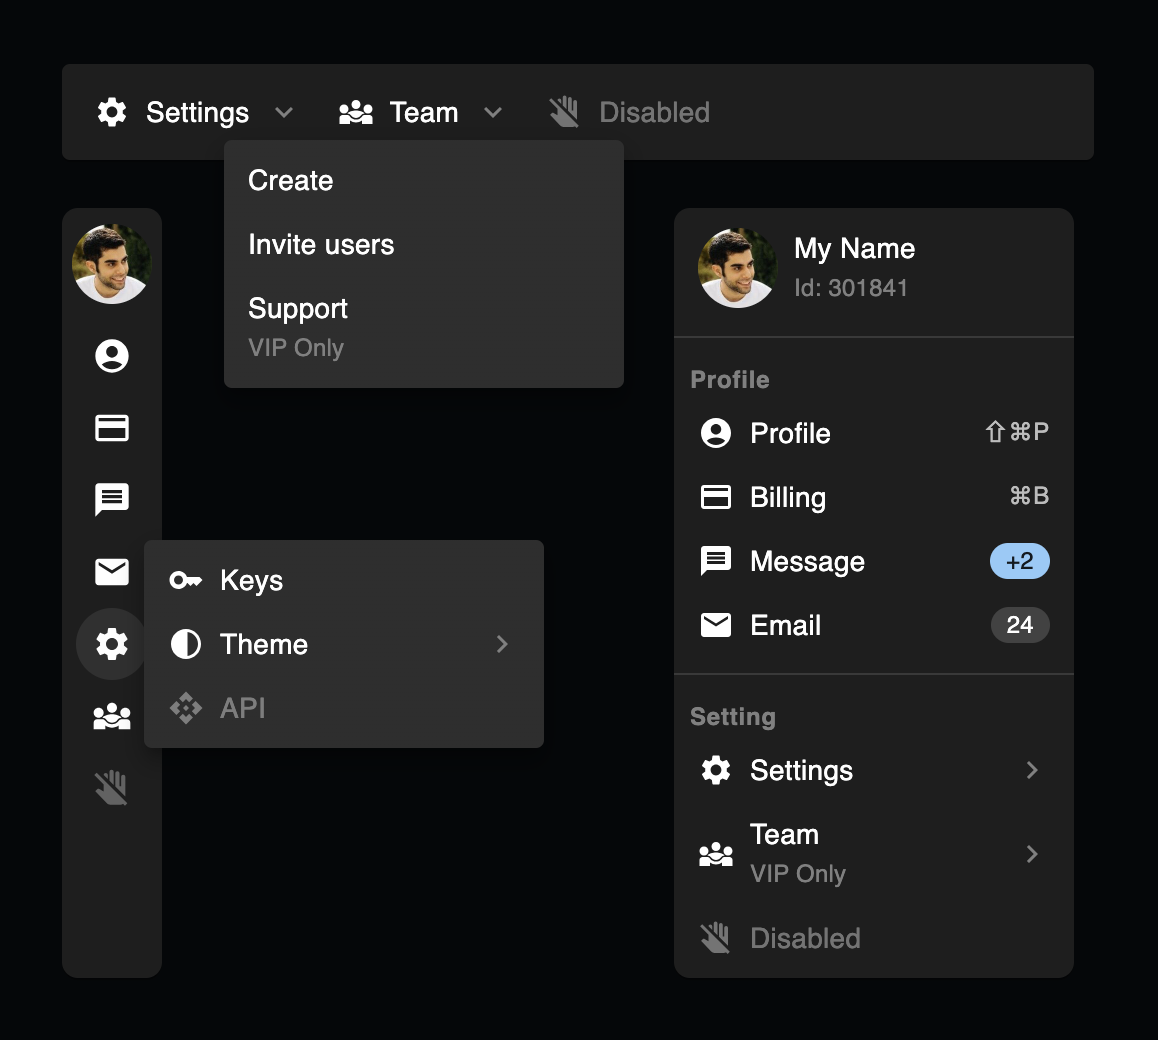 Settings
Team
Disabled
Create
Invite users
Support
VIP Only
Keys
Theme
API
My Name
Id: 301841
Profile
Profile ⇧⌘P
Billing ⌘B
Message +2
Email 24
Setting
Settings
Team
VIP Only
Disabled